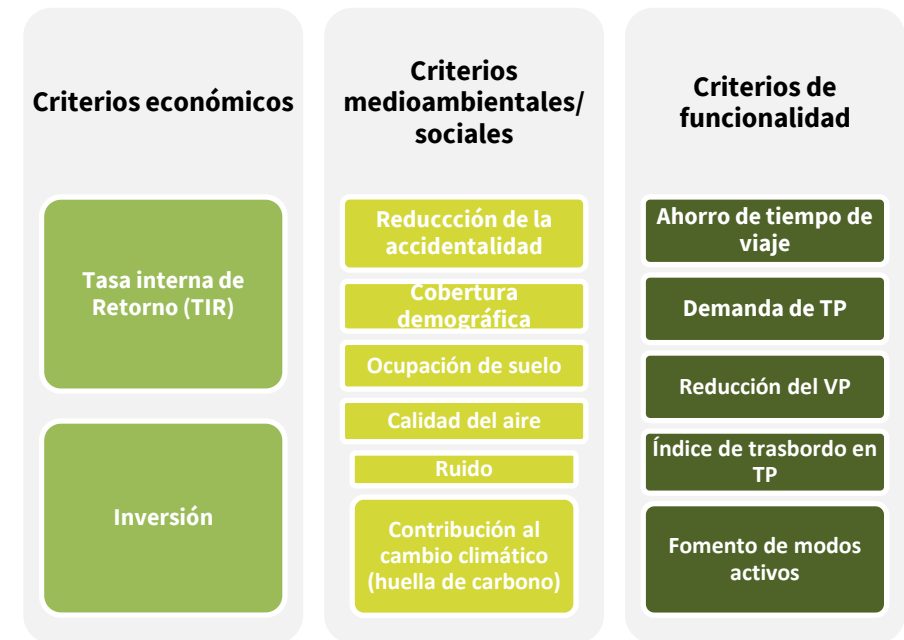 Criterios económicos
Tasa interna de
Retorno (TIR)
Inversión
Criterios
medioambientales/
sociales
Reduccción de la
accidentalidad
Cobertura
demográfica
Ocupación de suelo
Calidad del aire
Ruido
Contribución al
cambio climático
(huella de carbono)
Criterios de
funcionalidad
Ahorro de tiempo de
viaje
Demanda de TP
Reducción del VP
Índice de trasbordo en
TP
Fomento de modos
activos